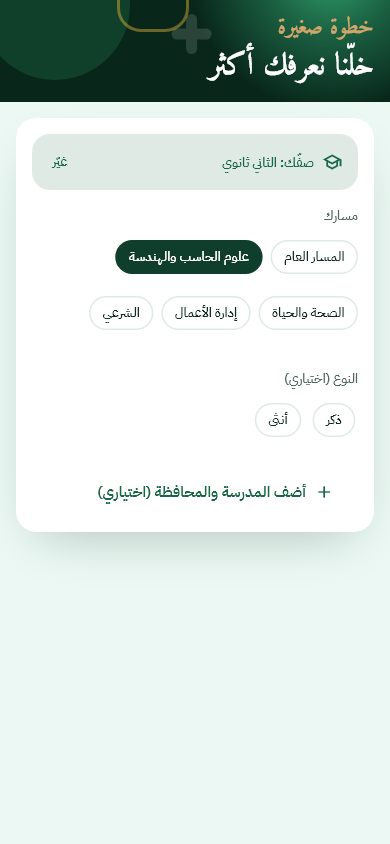 خطوة صغيرة
خلّنا نعرفك أكثر
صفّك: الثاني ثانوي
غيّر
مسارك
المسار العام
علوم الحاسب والهندسة
الصحة والحياة
إدارة الأعمال
الشرعي
النوع (اختياري)
ذكر
أنثى
أضف المدرسة والمحافظة (اختياري)